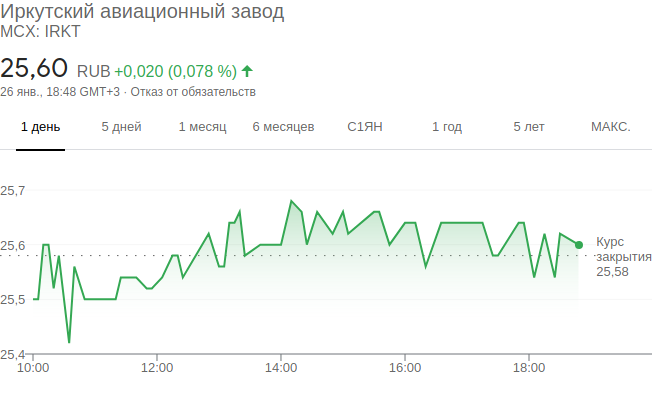 Иркутский авиационный завод
MCX: IRKT
25,60 RUB +0,020 (0,078 %)
26 янв., 18:48 GMT+3 · Отказ от обязательств
1 день 5 дней 1 месяц 6 месяцев С1ЯН 1 год 5 лет МАКС.
25,7
25,6
25,5
25,4
Курс
закрытия
25,58
10:00 12:00 14:00 16:00 18:00